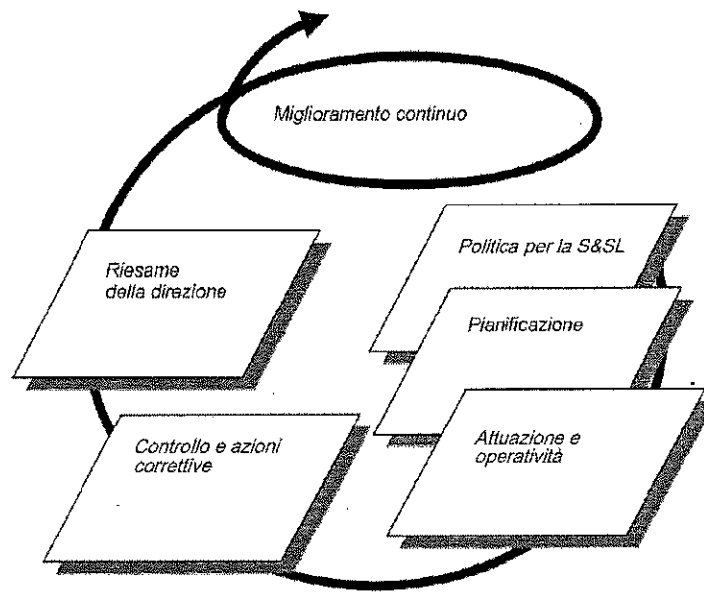 Miglioramento continuo
Politica per la S&SL
Pianificazione
Attuazione e
operatività
Controllo e azioni
correttive
Riesame
della direzione